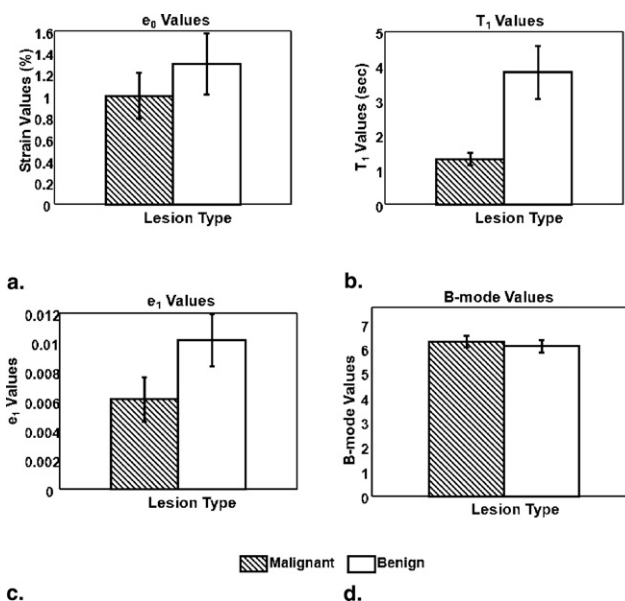 e₀ Values
1.6
1.4
1.2
1
0.8
0.6
0.4
0.2
0
Strain Values (%)
Lesion Type
a.
T₁ Values
5
4
3
2
1
0
T₁ Values (sec)
Lesion Type
b.
e₁ Values
0.012
0.01
0.008
0.006
0.004
0.002
0
e₁ Values
Lesion Type
B-mode Values
7
6
5
4
3
2
1
0
B-mode Values
Lesion Type
Malignant Benign
c.
d.